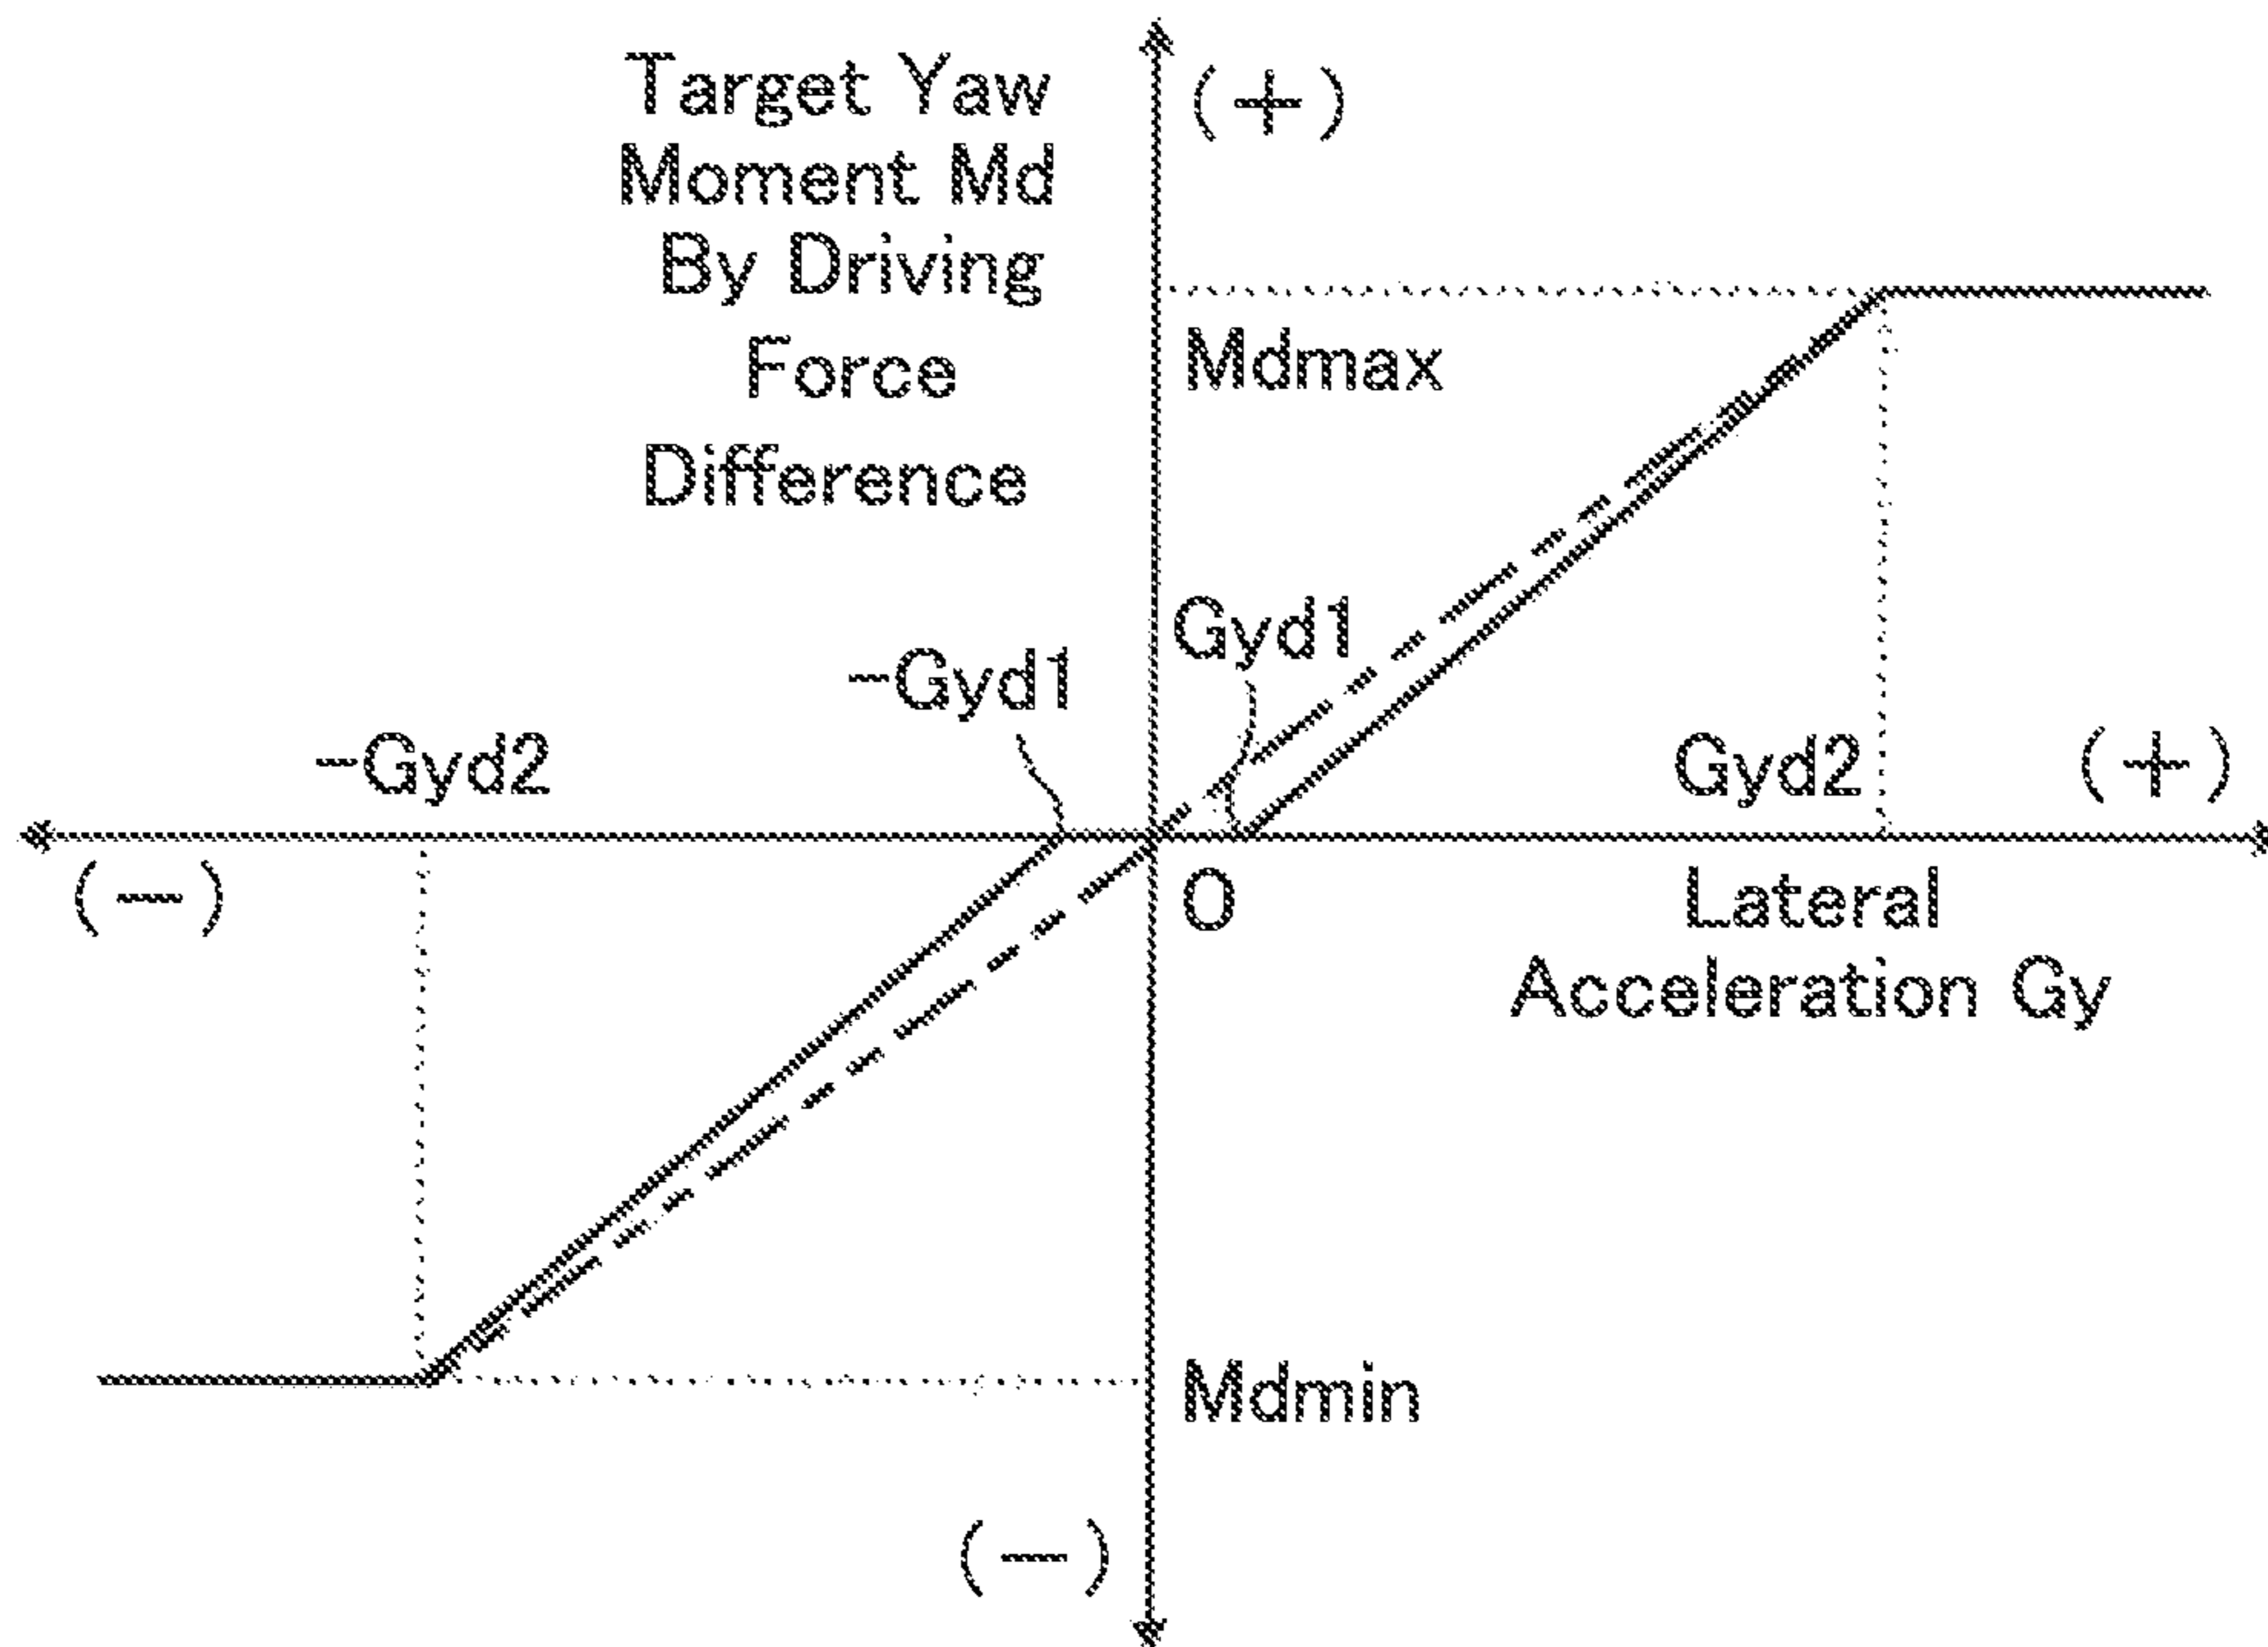 Target Yaw
Moment Md
By Driving
Force
Difference
(+)
Mdmax
Gyd1
-Gyd1
-Gyd2
Gyd2
(+)
(-)
0
Lateral
Acceleration Gy
Mdmin
(-)